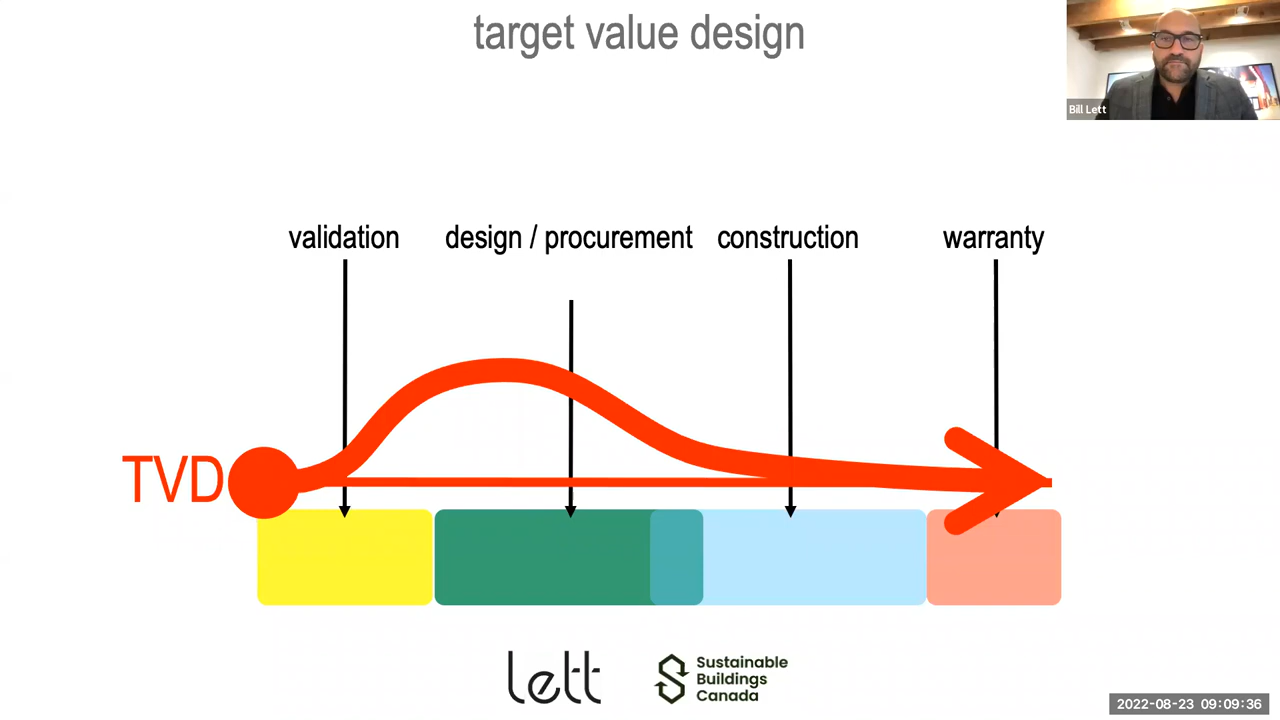 target value design
Bill Lett
validation
design / procurement
construction
warranty
TVD
lett
Sustainable
Buildings
Canada
2022-08-23 09:09:36